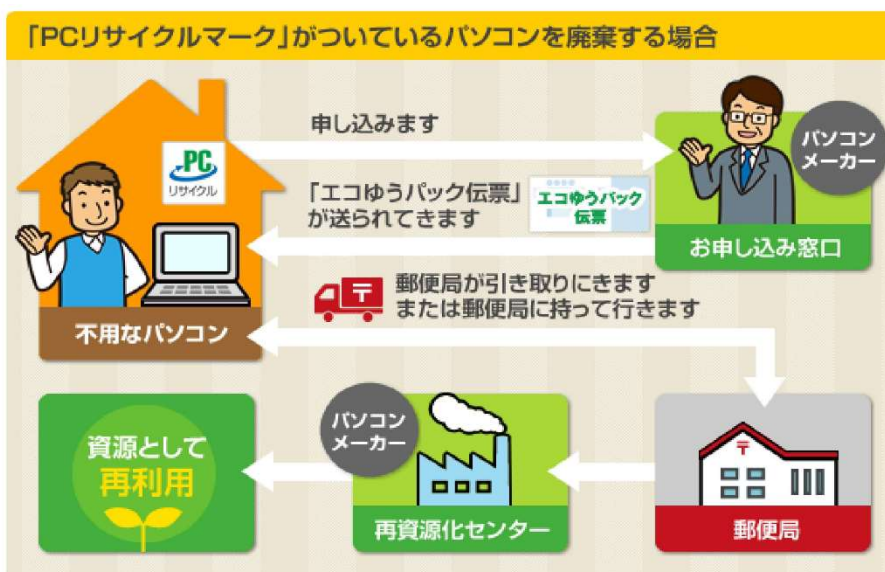 「PCリサイクルマーク」がついているパソコンを廃棄する場合
申し込みます
PC
リサイクル
「エコゆうパック伝票」
が送られてきます
エコゆうパック
伝票
パソコン
メーカー
お申し込み窓口
郵便局が引き取りにきます
または郵便局に持って行きます
〒
不用なパソコン
資源として
再利用
パソコン
メーカー
再資源化センター
〒
郵便局